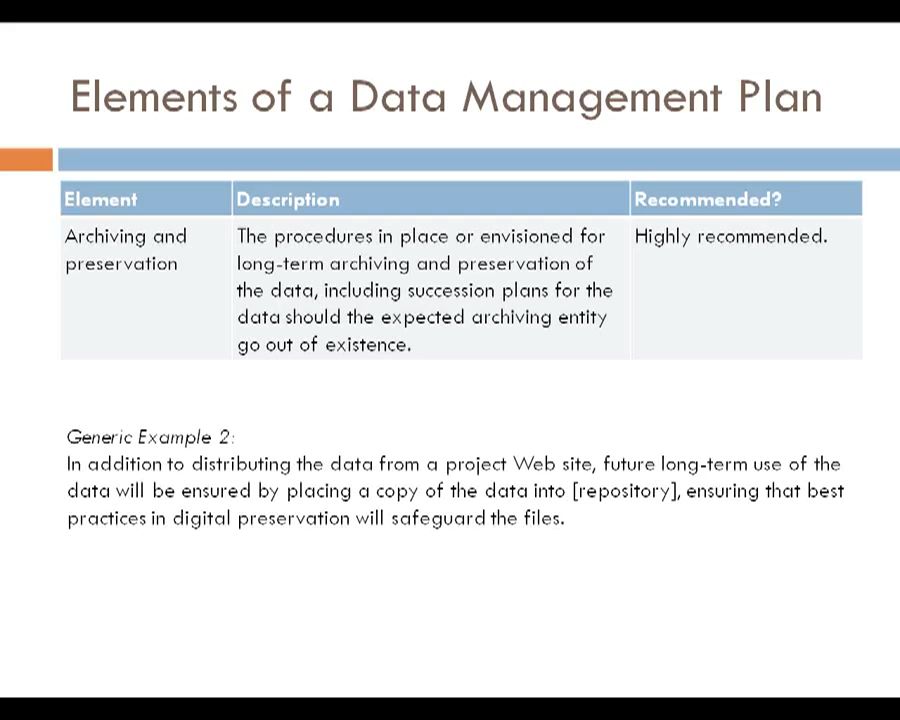 Elements of a Data Management Plan
Element Description Recommended?
Archiving and preservation
The procedures in place or envisioned for
long-term archiving and preservation of
the data, including succession plans for the
data should the expected archiving entity
go out of existence.
Highly recommended.
Generic Example 2:
In addition to distributing the data from a project Web site, future long-term use of the
data will be ensured by placing a copy of the data into [repository], ensuring that best
practices in digital preservation will safeguard the files.